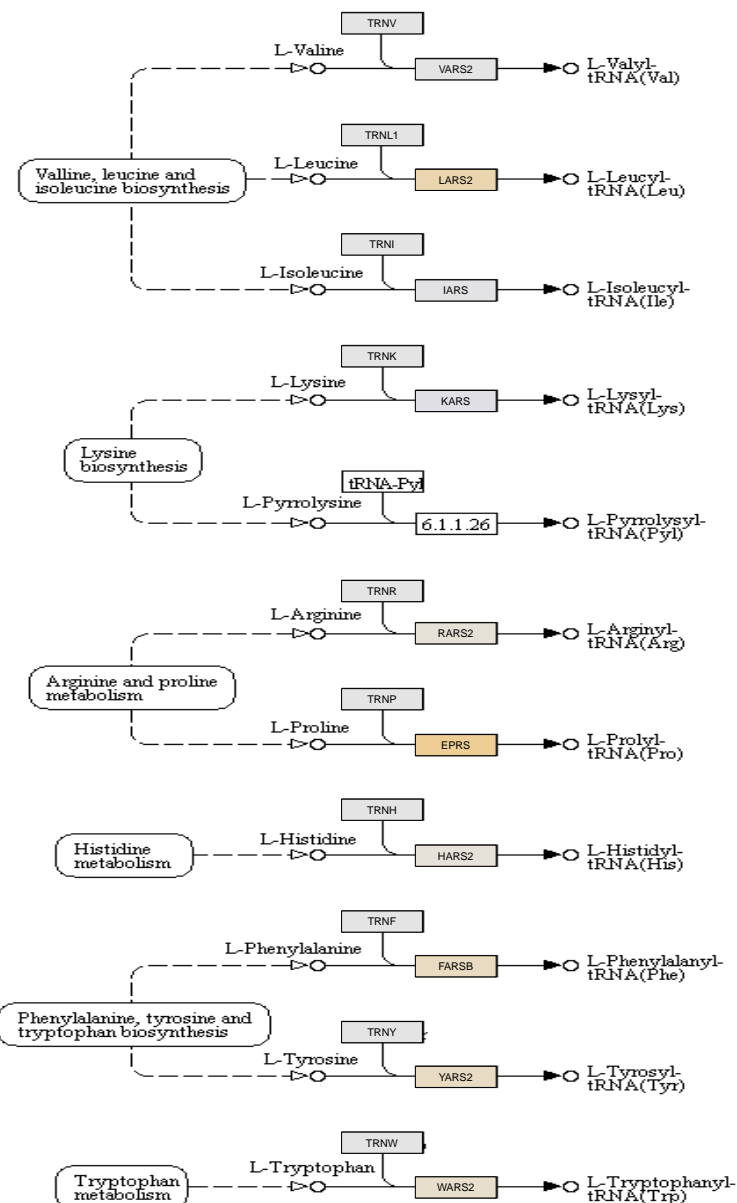 TRNV
L-Valine
VARS2
L-Valyl-
tRNA(Val)
TRNL1
Valline, leucine and
isoleucine biosynthesis
L-Leucine
LARS2
L-Leucyl-
tRNA(Leu)
TRNI
L-Isoleucine
IARS
L-Isoleucyl-
tRNA(Ile)
TRNK
L-Lysine
KARS
L-Lysyl-
tRNA(Lys)
Lysine
biosynthesis
tRNA-Pyl
L-Pyrrolysine
6.1.1.26
L-Pyrrolysyl-
tRNA(Pyl)
TRNR
L-Arginine
RARS2
L-Arginyl-
tRNA(Arg)
Arginine and proline
metabolism
TRNP
L-Proline
EPRS
L-Prolyl-
tRNA(Pro)
TRNH
Histidine
metabolism
L-Histidine
HARS2
L-Histidyl-
tRNA(His)
TRNF
L-Phenylalanine
FARSB
L-Phenylalanyl-
tRNA(Phe)
Phenylalanine, tyrosine and
tryptophan biosynthesis
TRNY
L-Tyrosine
YARS2
L-Tyrosyl-
tRNA(Tyr)
TRNW
Tryptophan
metabolism
L-Tryptophan
WARS2
L-Tryptophanyl-
tRNA(Trp)